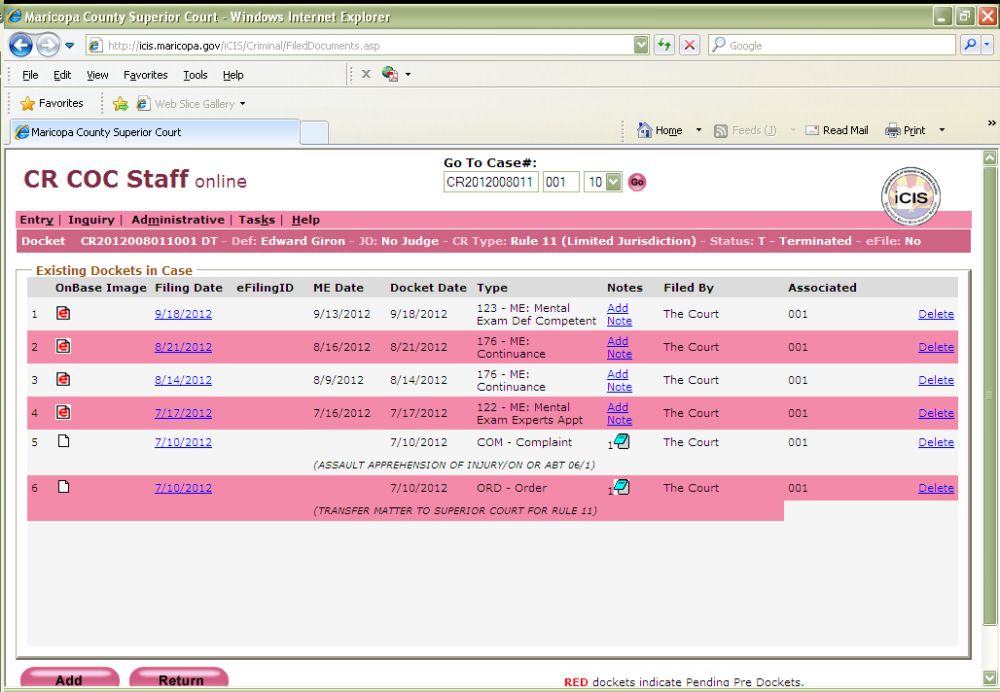 Maricopa County Superior Court - Windows Internet Explorer
http://icis.maricopa.gov/iCIS/Criminal/FiledDocuments.asp
Google
File Edit View Favorites Tools Help
Favorites Web Slice Gallery
Maricopa County Superior Court
Home Feeds (J) Read Mail Print »
Go To Case#:
CR COC Staff online
CR2012008011 001 10 Go
iCIS
Entry | Inquiry | Administrative | Tasks | Help
Docket CR2012008011001 DT - Def: Edward Giron - JO: No Judge - CR Type: Rule 11 (Limited Jurisdiction) - Status: T - Terminated - eFile: No
Existing Dockets in Case
OnBase Image Filing Date eFilingID ME Date Docket Date Type Notes Filed By Associated
1 9/18/2012 9/13/2012 9/18/2012 123 - ME: Mental Exam Def Competent Add Note The Court 001 Delete
2 8/21/2012 8/16/2012 8/21/2012 176 - ME: Continuance Add Note The Court 001 Delete
3 8/14/2012 8/9/2012 8/14/2012 176 - ME: Continuance Add Note The Court 001 Delete
4 7/17/2012 7/16/2012 7/17/2012 122 - ME: Mental Exam Experts Appt Add Note The Court 001 Delete
5 7/10/2012 7/10/2012 COM - Complaint 1 The Court 001 Delete
(ASSAULT APPREHENSION OF INJURY/ON OR ABT 06/1)
6 7/10/2012 7/10/2012 ORD - Order 1 The Court 001 Delete
(TRANSFER MATTER TO SUPERIOR COURT FOR RULE 11)
Add Return
RED dockets indicate Pending Pre Dockets.